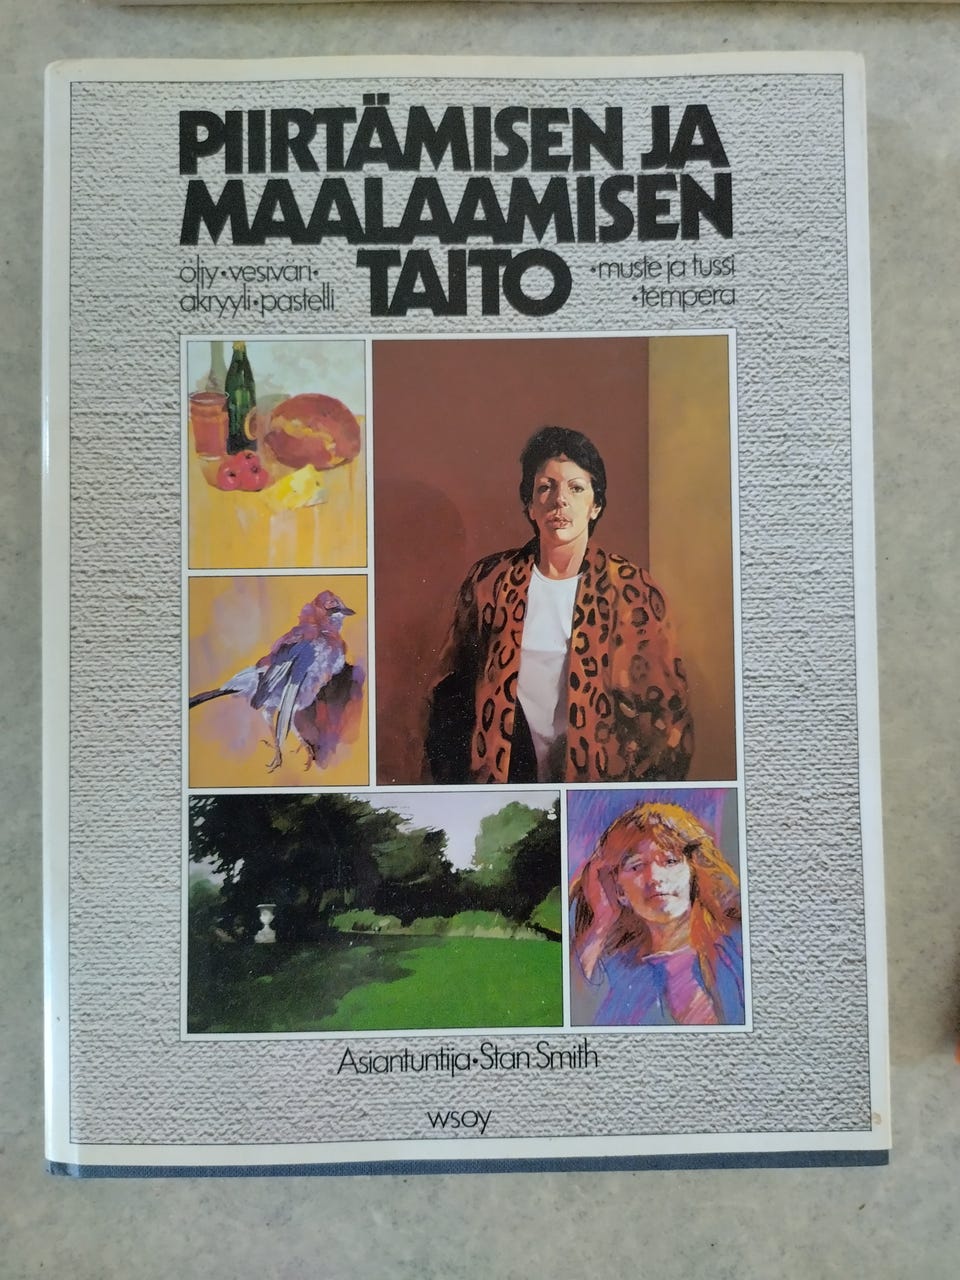 PIIRTÄMISEN JA
MAALAAMISEN
TAITO
öljy • vesiväri •
akryyli • pastelli
• muste ja tussi
• tempera
Asiantuntija • Stan Smith
wsoy